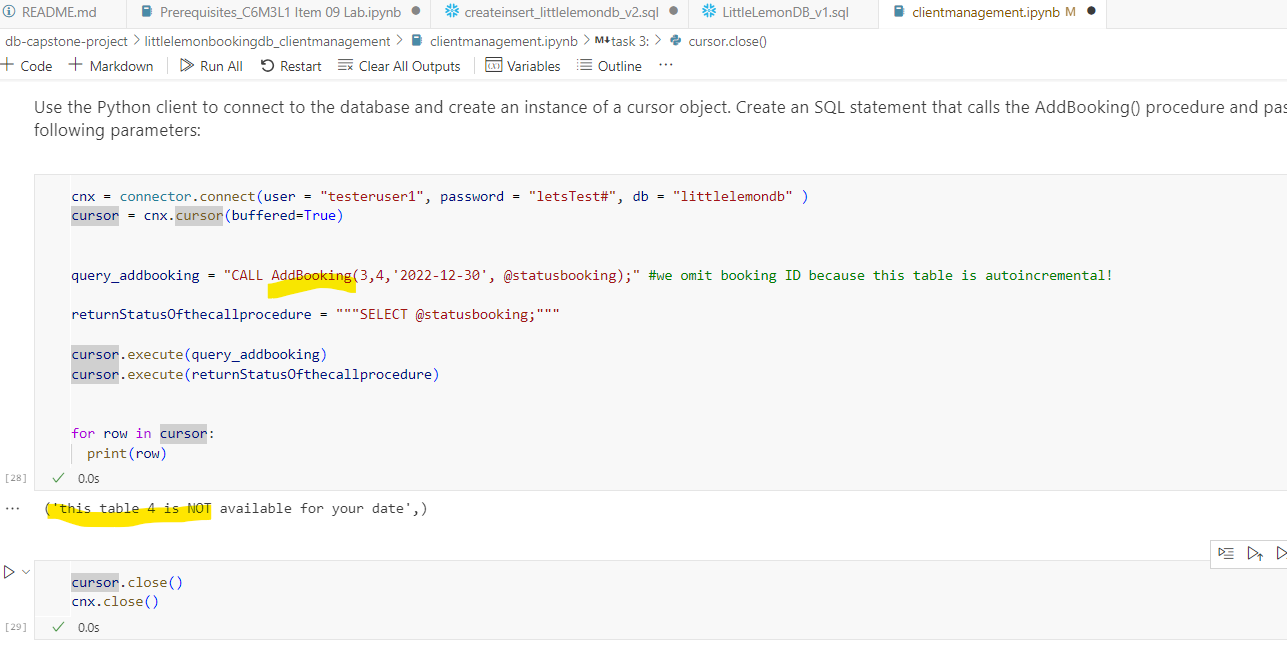 README.md Prerequisites_C6M3L1 Item 09 Lab.ipynb createinsert_littlelemondb_v2.sql LittleLemonDB_v1.sql clientmanagement.ipynb M
db-capstone-project > littlelemonbookingdb_clientmanagement > clientmanagement.ipynb > M↓task 3: > cursor.close()
+ Code + Markdown Run All Restart Clear All Outputs Variables Outline ...
Use the Python client to connect to the database and create an instance of a cursor object. Create an SQL statement that calls the AddBooking() procedure and pas
following parameters:
cnx = connector.connect(user = "testeruser1", password = "letsTest#", db = "littlelemondb" )
cursor = cnx.cursor(buffered=True)
query_addbooking = "CALL AddBooking(3,4,'2022-12-30', @statusbooking);" #we omit booking ID because this table is autoincremental!
returnStatusOfthecallprocedure = """SELECT @statusbooking;"""
cursor.execute(query_addbooking)
cursor.execute(returnStatusOfthecallprocedure)
for row in cursor:
print(row)
[28] 0.0s
... ('this table 4 is NOT available for your date',)
cursor.close()
cnx.close()
[29] 0.0s